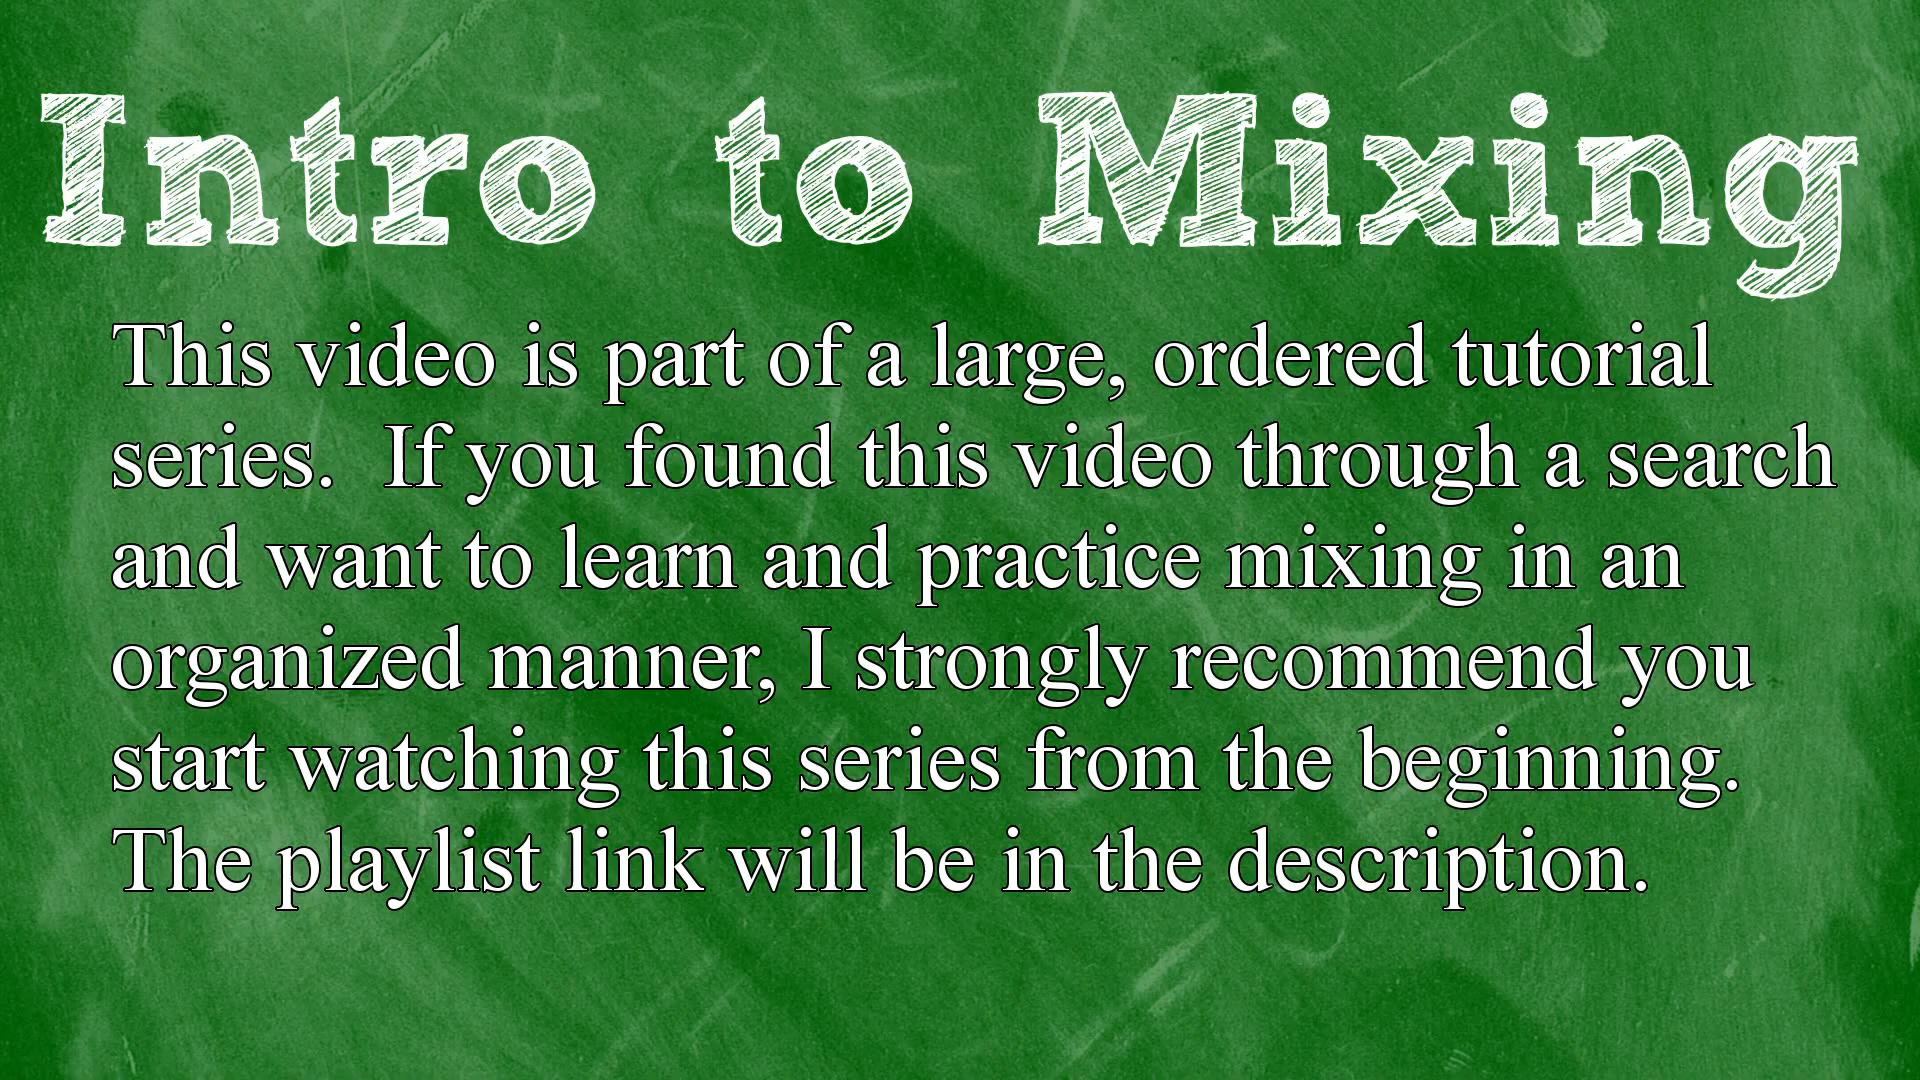 Intro to Mixing
This video is part of a large, ordered tutorial
series.  If you found this video through a search
and want to learn and practice mixing in an
organized manner, I strongly recommend you
start watching this series from the beginning.
The playlist link will be in the description.